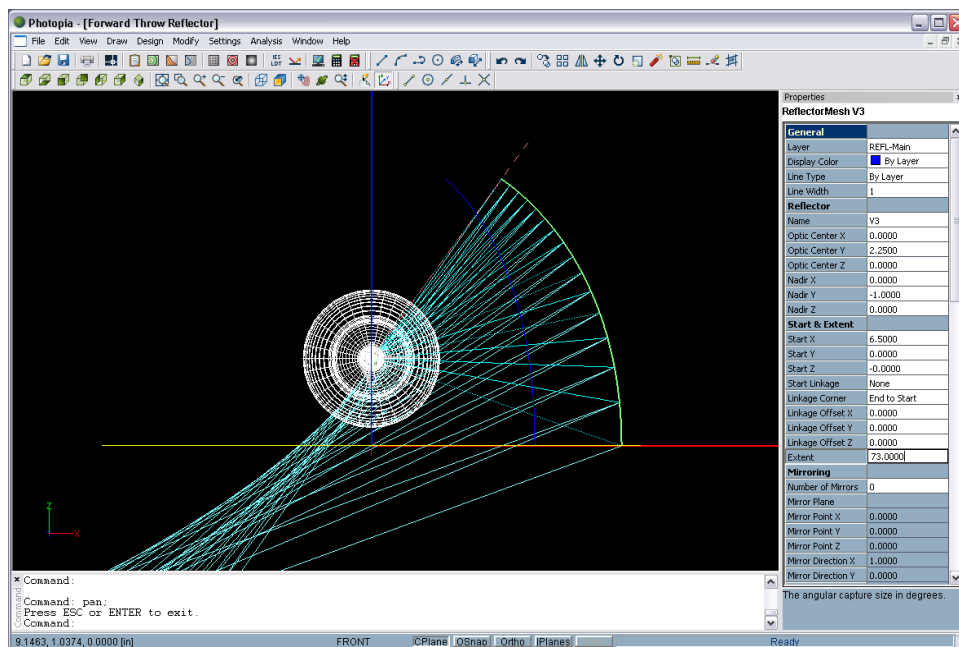 Photopia - [Forward Throw Reflector]
File Edit View Draw Design Modify Settings Analysis Window Help
IES
LDT
Properties
ReflectorMesh V3
General
Layer REFL-Main
Display Color By Layer
Line Type By Layer
Line Width 1
Reflector
Name V3
Optic Center X 0.0000
Optic Center Y 2.2500
Optic Center Z 0.0000
Nadir X 0.0000
Nadir Y -1.0000
Nadir Z 0.0000
Start & Extent
Start X 6.5000
Start Y 0.0000
Start Z -0.0000
Start Linkage None
Linkage Corner End to Start
Linkage Offset X 0.0000
Linkage Offset Y 0.0000
Linkage Offset Z 0.0000
Extent 73.0000
Mirroring
Number of Mirrors 0
Mirror Plane
Mirror Point X 0.0000
Mirror Point Y 0.0000
Mirror Point Z 0.0000
Mirror Direction X 1.0000
Mirror Direction Y 0.0000
The angular capture size in degrees.
Z
X
Command
Command:
Command: pan;
Press ESC or ENTER to exit.
Command:
9.1463, 1.0374, 0.0000 [in] FRONT CPlane OSnap Ortho IPlanes Ready